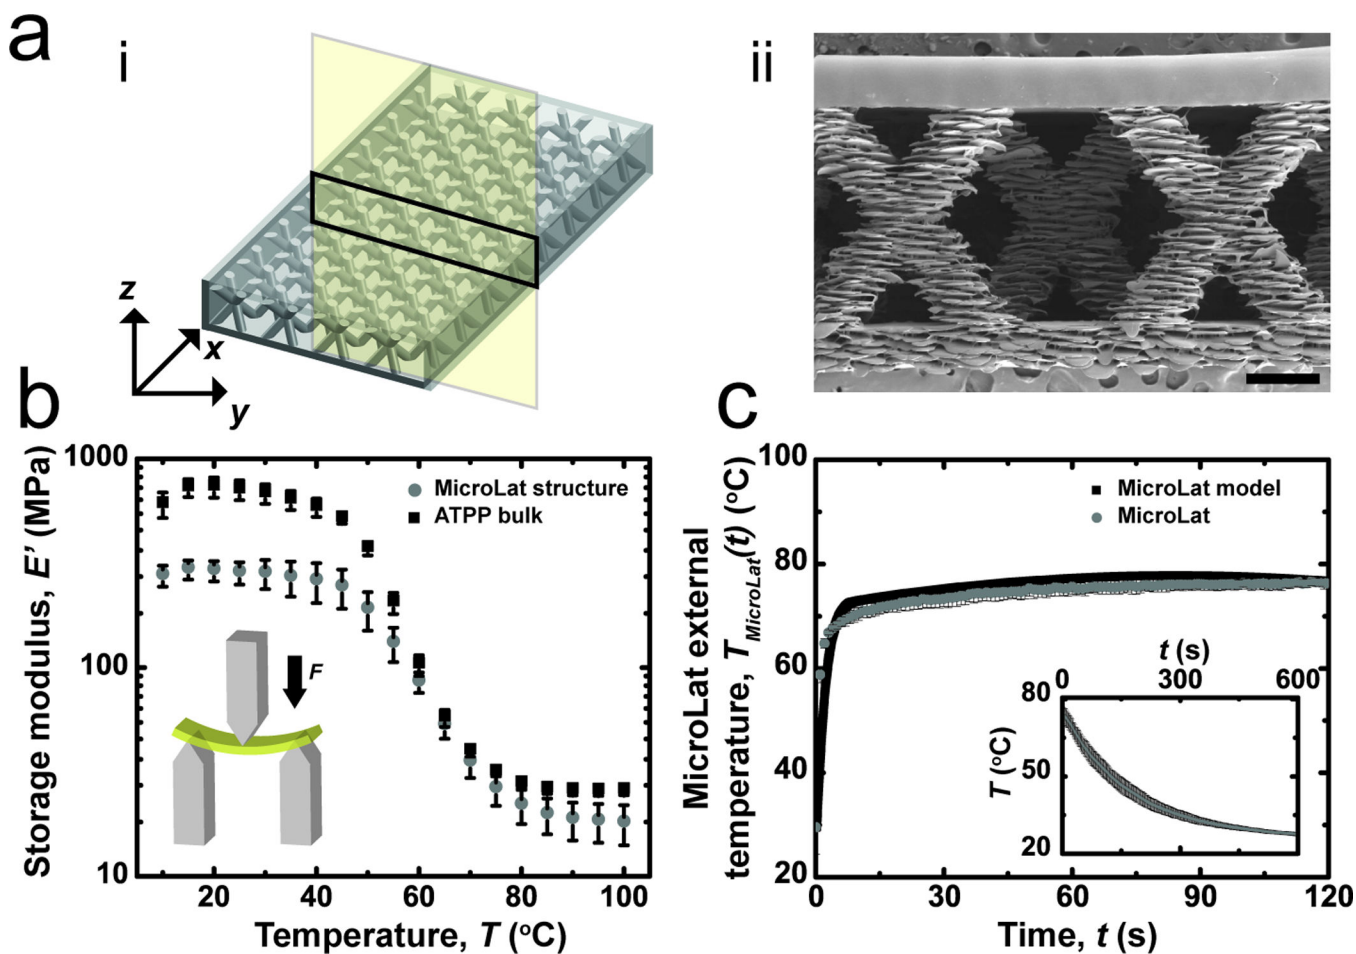 a
i
ii
z
x
y
b
Storage modulus, E' (MPa)
1000
100
10
MicroLat structure
ATPP bulk
F
20 40 60 80 100
Temperature, T (°C)
c
MicroLat external
temperature, T_MicroLat(t) (°C)
100
80
60
40
20
MicroLat model
MicroLat
t (s)
0 300 600
80
50
20
T (°C)
0 30 60 90 120
Time, t (s)